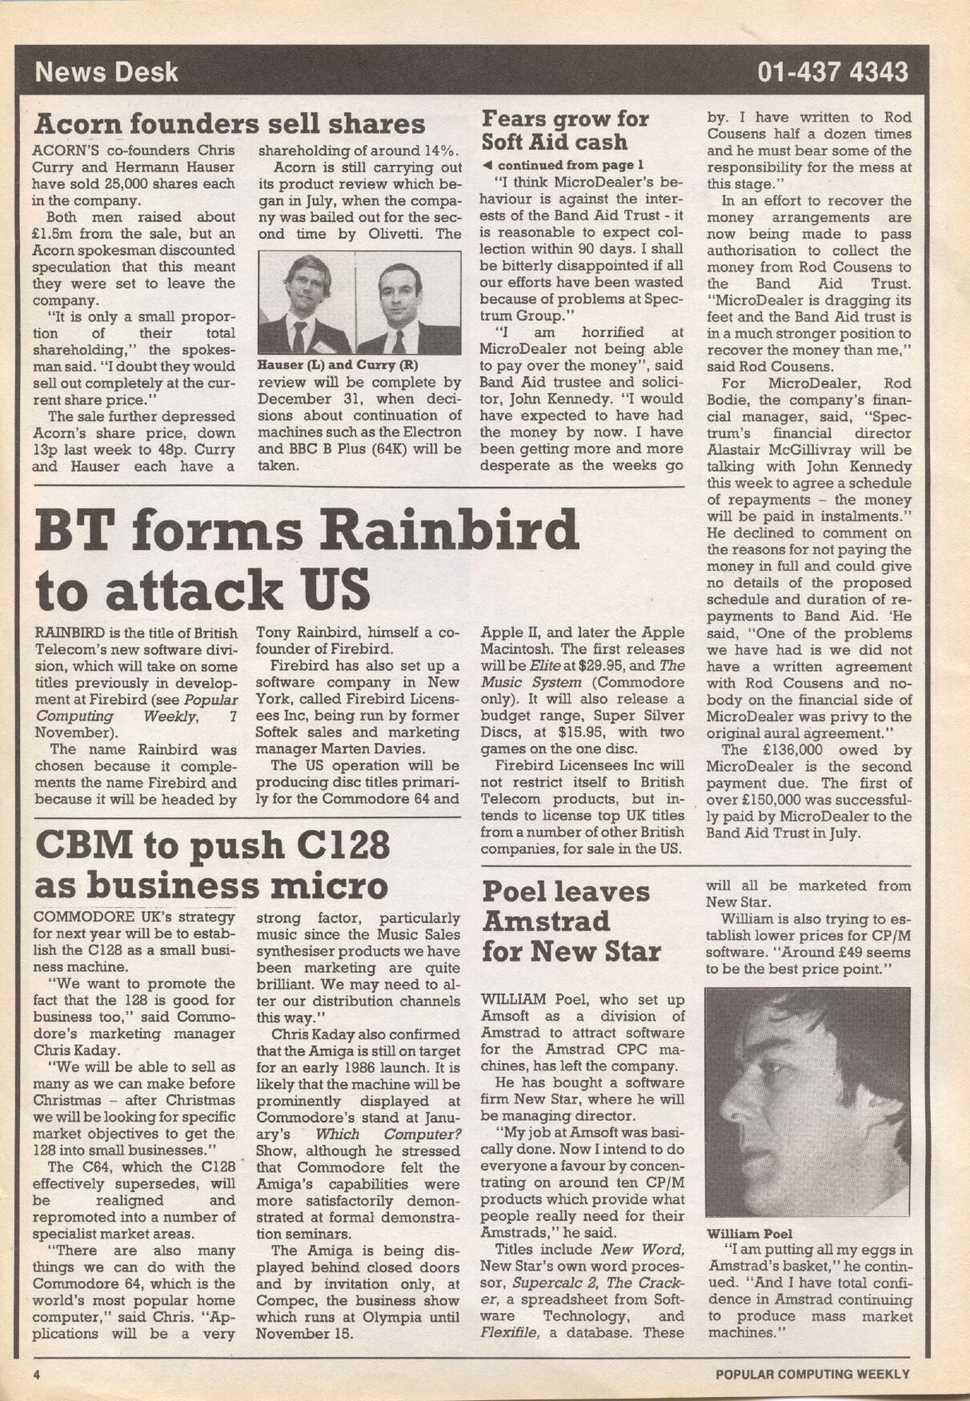 News Desk
01-437 4343
Acorn founders sell shares
ACORN'S co-founders Chris
Curry and Hermann Hauser
have sold 25,000 shares each
in the company.
Both men raised about
£1.5m from the sale, but an
Acorn spokesman discounted
speculation that this meant
they were set to leave the
company.
"It is only a small propor-
tion of their total
shareholding," the spokes-
man said. "I doubt they would
sell out completely at the cur-
rent share price."
The sale further depressed
Acorn's share price, down
13p last week to 48p. Curry
and Hauser each have a
shareholding of around 14%.
Acorn is still carrying out
its product review which be-
gan in July, when the compa-
ny was bailed out for the sec-
ond time by Olivetti. The
Hauser (L) and Curry (R)
review will be complete by
December 31, when deci-
sions about continuation of
machines such as the Electron
and BBC B Plus (64K) will be
taken.
Fears grow for
Soft Aid cash
◄ continued from page 1
"I think MicroDealer's be-
haviour is against the inter-
ests of the Band Aid Trust - it
is reasonable to expect col-
lection within 90 days. I shall
be bitterly disappointed if all
our efforts have been wasted
because of problems at Spec-
trum Group."
"I am horrified at
MicroDealer not being able
to pay over the money", said
Band Aid trustee and solici-
tor, John Kennedy. "I would
have expected to have had
the money by now. I have
been getting more and more
desperate as the weeks go
by. I have written to Rod
Cousens half a dozen times
and he must bear some of the
responsibility for the mess at
this stage."
In an effort to recover the
money arrangements are
now being made to pass
authorisation to collect the
money from Rod Cousens to
the Band Aid Trust.
"MicroDealer is dragging its
feet and the Band Aid trust is
in a much stronger position to
recover the money than me,"
said Rod Cousens.
For MicroDealer, Rod
Bodie, the company's finan-
cial manager, said, "Spec-
trum's financial director
Alastair McGillivray will be
talking with John Kennedy
this week to agree a schedule
of repayments – the money
will be paid in instalments."
He declined to comment on
the reasons for not paying the
money in full and could give
no details of the proposed
schedule and duration of re-
payments to Band Aid. 'He
said, "One of the problems
we have had is we did not
have a written agreement
with Rod Cousens and no-
body on the financial side of
MicroDealer was privy to the
original aural agreement."
The £136,000 owed by
MicroDealer is the second
payment due. The first of
over £150,000 was successful-
ly paid by MicroDealer to the
Band Aid Trust in July.
BT forms Rainbird
to attack US
RAINBIRD is the title of British
Telecom's new software divi-
sion, which will take on some
titles previously in develop-
ment at Firebird (see Popular
Computing Weekly, 7
November).
The name Rainbird was
chosen because it comple-
ments the name Firebird and
because it will be headed by
Tony Rainbird, himself a co-
founder of Firebird.
Firebird has also set up a
software company in New
York, called Firebird Licens-
ees Inc, being run by former
Softek sales and marketing
manager Marten Davies.
The US operation will be
producing disc titles primari-
ly for the Commodore 64 and
Apple II, and later the Apple
Macintosh. The first releases
will be Elite at $29.95, and The
Music System (Commodore
only). It will also release a
budget range, Super Silver
Discs, at $15.95, with two
games on the one disc.
Firebird Licensees Inc will
not restrict itself to British
Telecom products, but in-
tends to license top UK titles
from a number of other British
companies, for sale in the US.
CBM to push C128
as business micro
COMMODORE UK's strategy
for next year will be to estab-
lish the C128 as a small busi-
ness machine.
"We want to promote the
fact that the 128 is good for
business too," said Commo-
dore's marketing manager
Chris Kaday.
"We will be able to sell as
many as we can make before
Christmas – after Christmas
we will be looking for specific
market objectives to get the
128 into small businesses."
The C64, which the C128
effectively supersedes, will
be realigned and
repromoted into a number of
specialist market areas.
"There are also many
things we can do with the
Commodore 64, which is the
world's most popular home
computer," said Chris. "Ap-
plications will be a very
strong factor, particularly
music since the Music Sales
synthesiser products we have
been marketing are quite
brilliant. We may need to al-
ter our distribution channels
this way."
Chris Kaday also confirmed
that the Amiga is still on target
for an early 1986 launch. It is
likely that the machine will be
prominently displayed at
Commodore's stand at Janu-
ary's Which Computer?
Show, although he stressed
that Commodore felt the
Amiga's capabilities were
more satisfactorily demon-
strated at formal demonstra-
tion seminars.
The Amiga is being dis-
played behind closed doors
and by invitation only, at
Compec, the business show
which runs at Olympia until
November 15.
Poel leaves
Amstrad
for New Star
WILLIAM Poel, who set up
Amsoft as a division of
Amstrad to attract software
for the Amstrad CPC ma-
chines, has left the company.
He has bought a software
firm New Star, where he will
be managing director.
"My job at Amsoft was basi-
cally done. Now I intend to do
everyone a favour by concen-
trating on around ten CP/M
products which provide what
people really need for their
Amstrads," he said.
Titles include New Word,
New Star's own word proces-
sor, Supercalc 2, The Crack-
er, a spreadsheet from Soft-
ware Technology, and
Flexifile, a database. These
will all be marketed from
New Star.
William is also trying to es-
tablish lower prices for CP/M
software. "Around £49 seems
to be the best price point."
William Poel
"I am putting all my eggs in
Amstrad's basket," he contin-
ued. "And I have total confi-
dence in Amstrad continuing
to produce mass market
machines."
4
POPULAR COMPUTING WEEKLY